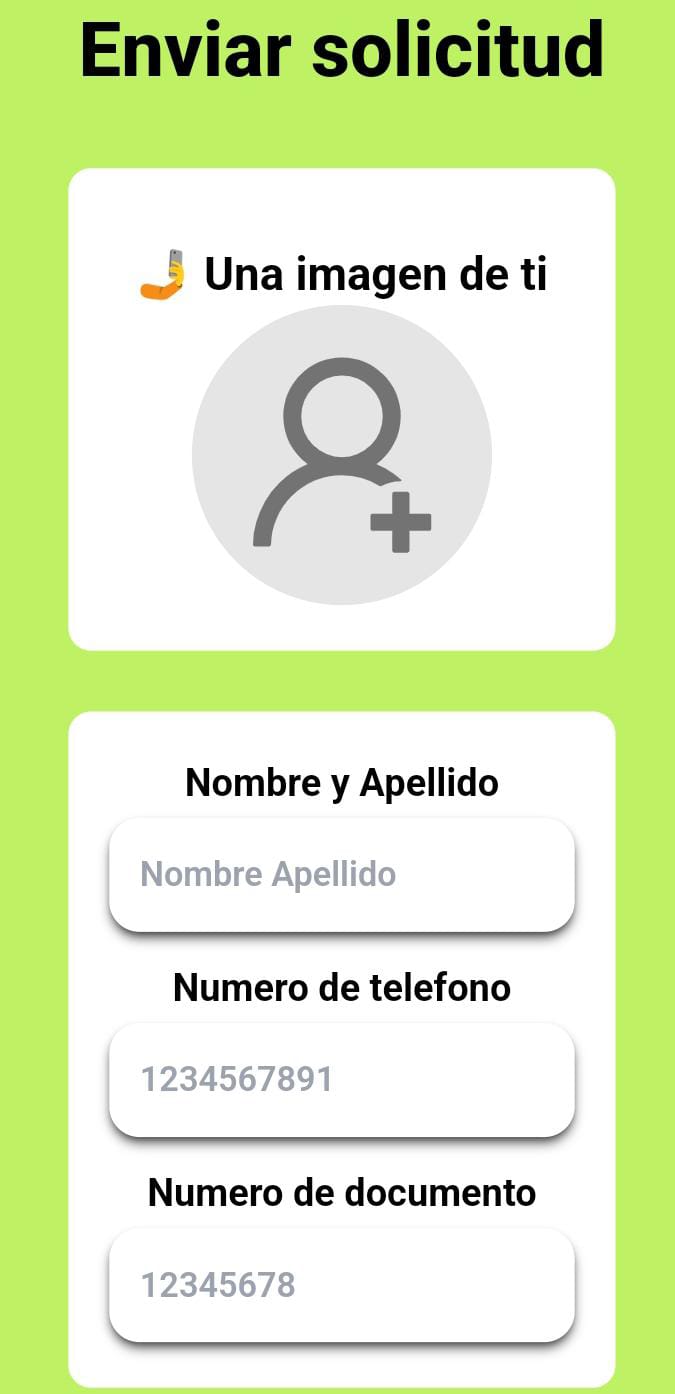 Enviar solicitud
🤳 Una imagen de ti
Nombre y Apellido
Nombre Apellido
Numero de telefono
1234567891
Numero de documento
12345678